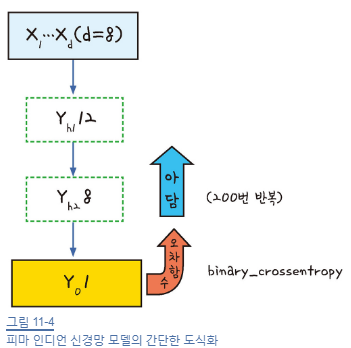 X₁...X_d(d=8)
Y_h1 12
Y_h2 8
Y_o 1
아담
(200번 반복)
오차함수
binary_crossentropy
그림 11-4
피마 인디언 신경망 모델의 간단한 도식화